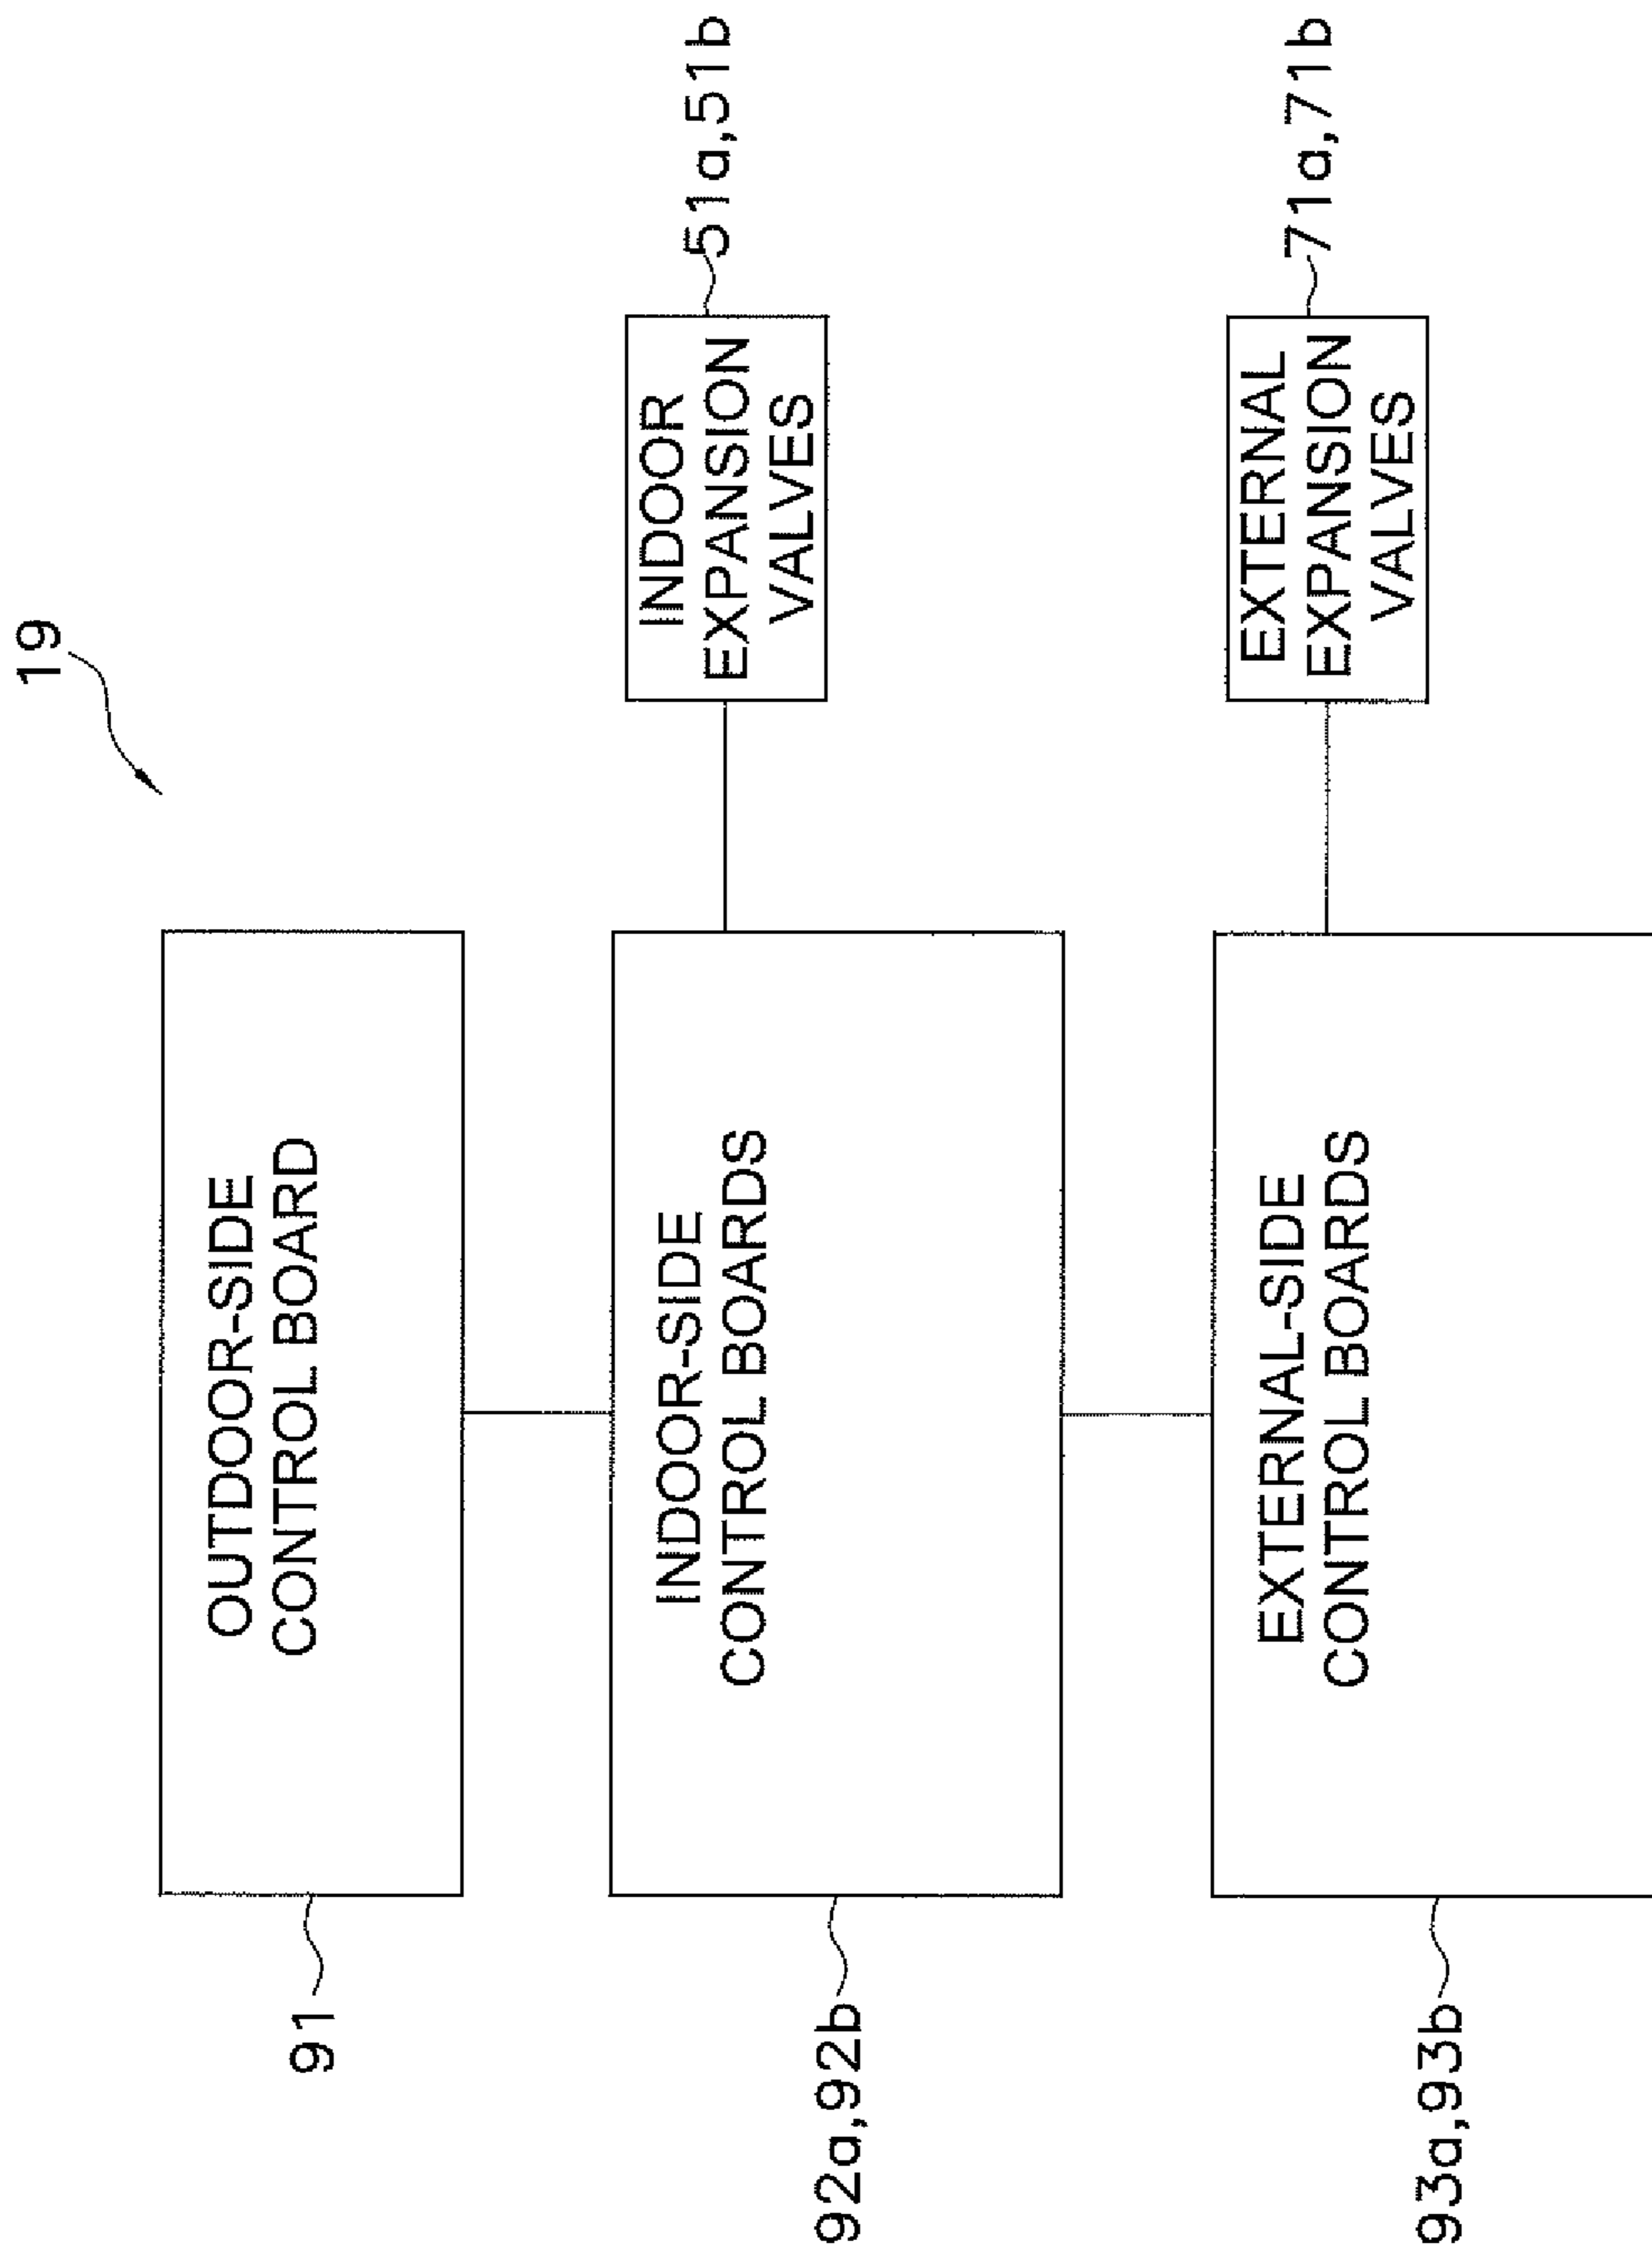 19
91
OUTDOOR-SIDE
CONTROL BOARD
92a,92b
INDOOR-SIDE
CONTROL BOARDS
INDOOR
EXPANSION
VALVES
51a,51b
93a,93b
EXTERNAL-SIDE
CONTROL BOARDS
EXTERNAL
EXPANSION
VALVES
71a,71b